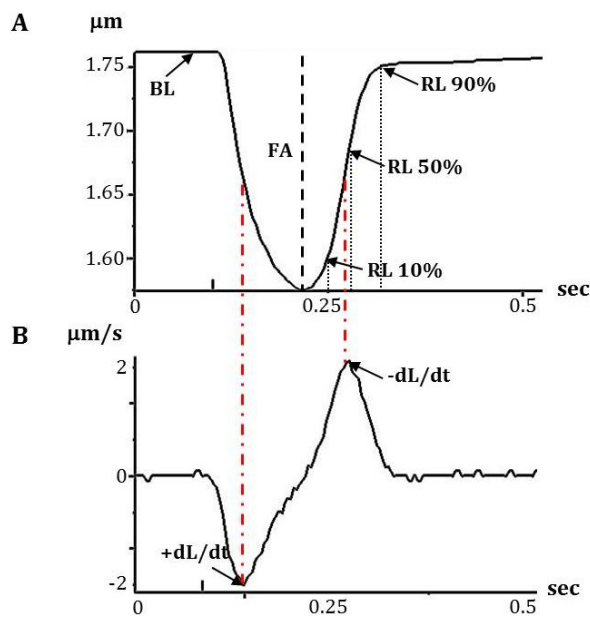 A
μm
1.75
BL
RL 90%
1.70
FA
RL 50%
1.65
1.60
RL 10%
0
0.25
0.5
sec
B
μm/s
2
-dL/dt
0
+dL/dt
-2
sec
0
0.25
0.5